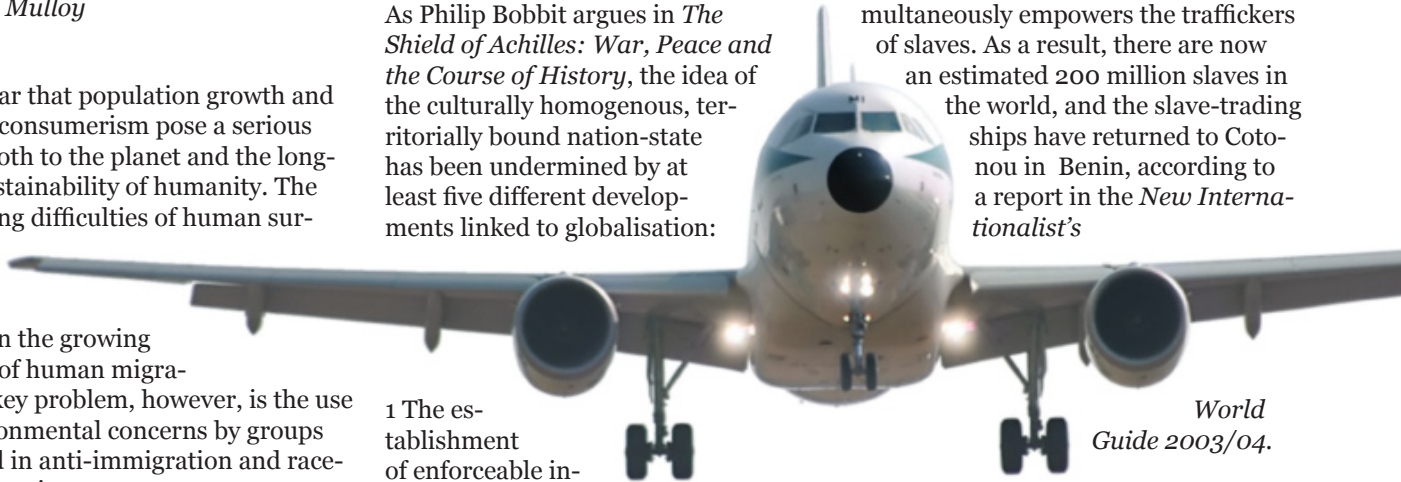 Mulloy
ar that population growth and
consumerism pose a serious
oth to the planet and the long-
stainability of humanity. The
ng difficulties of human sur-
n the growing
of human migra-
key problem, however, is the use
onmental concerns by groups
l in anti-immigration and race-
As Philip Bobbit argues in The
Shield of Achilles: War, Peace and
the Course of History, the idea of
the culturally homogenous, ter-
ritorially bound nation-state
has been undermined by at
least five different develop-
ments linked to globalisation:
1 The es-
tablishment
of enforceable in-
multaneously empowers the traffickers
of slaves. As a result, there are now
an estimated 200 million slaves in
the world, and the slave-trading
ships have returned to Coto-
nou in Benin, according to
a report in the New Interna-
tionalist's
World
Guide 2003/04.